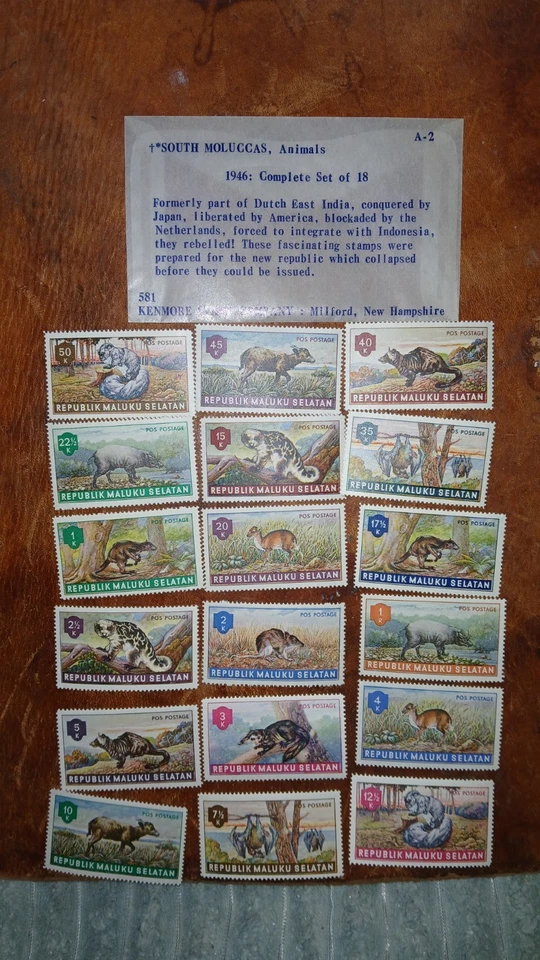 A-2
†*SOUTH MOLUCCAS, Animals
1946: Complete Set of 18
Formerly part of Dutch East India, conquered by
Japan, liberated by America, blockaded by the
Netherlands, forced to integrate with Indonesia,
they rebelled! These fascinating stamps were
prepared for the new republic which collapsed
before they could be issued.
581
KENMORE COMPANY : Milford, New Hampshire
50 K POS POSTAGE
REPUBLIK MALUKU SELATAN
45 K POS POSTAGE
REPUBLIK MALUKU SELATAN
40 K POS POSTAGE
REPUBLIK MALUKU SELATAN
22½ K POS POSTAGE
REPUBLIK MALUKU SELATAN
15 K POS POSTAGE
REPUBLIK MALUKU SELATAN
35 K POS POSTAGE
REPUBLIK MALUKU SELATAN
1 K POS POSTAGE
REPUBLIK MALUKU SELATAN
20 K POS POSTAGE
REPUBLIK MALUKU SELATAN
17½ K POS POSTAGE
REPUBLIK MALUKU SELATAN
2½ K POS POSTAGE
REPUBLIK MALUKU SELATAN
2 K POS POSTAGE
REPUBLIK MALUKU SELATAN
1 R POS POSTAGE
REPUBLIK MALUKU SELATAN
5 K POS POSTAGE
REPUBLIK MALUKU SELATAN
3 K POS POSTAGE
REPUBLIK MALUKU SELATAN
4 K POS POSTAGE
REPUBLIK MALUKU SELATAN
10 K POS POSTAGE
REPUBLIK MALUKU SELATAN
7½ K POS POSTAGE
REPUBLIK MALUKU SELATAN
12½ K POS POSTAGE
REPUBLIK MALUKU SELATAN